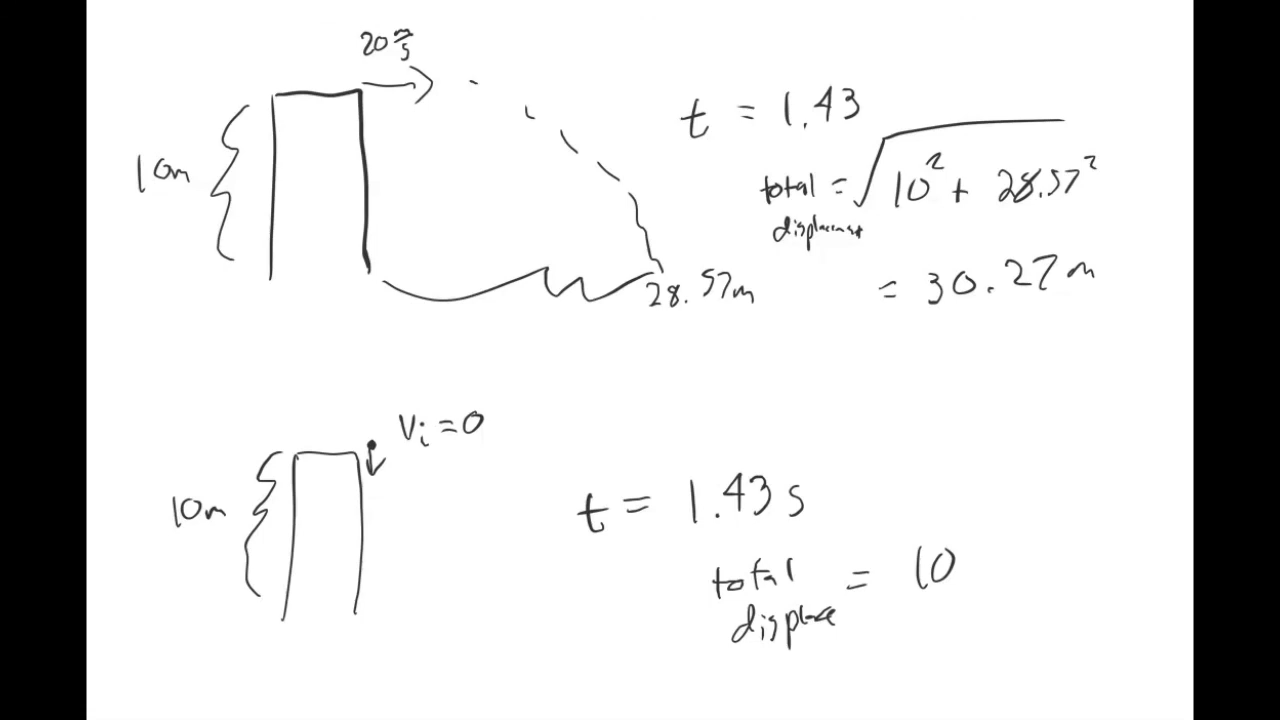 20 m/s
10m
t = 1.43
total = √(10² + 28.57²)
displacement
= 30.27m
28.57m
Vi = 0
10m
t = 1.43 s
total = 10
displace